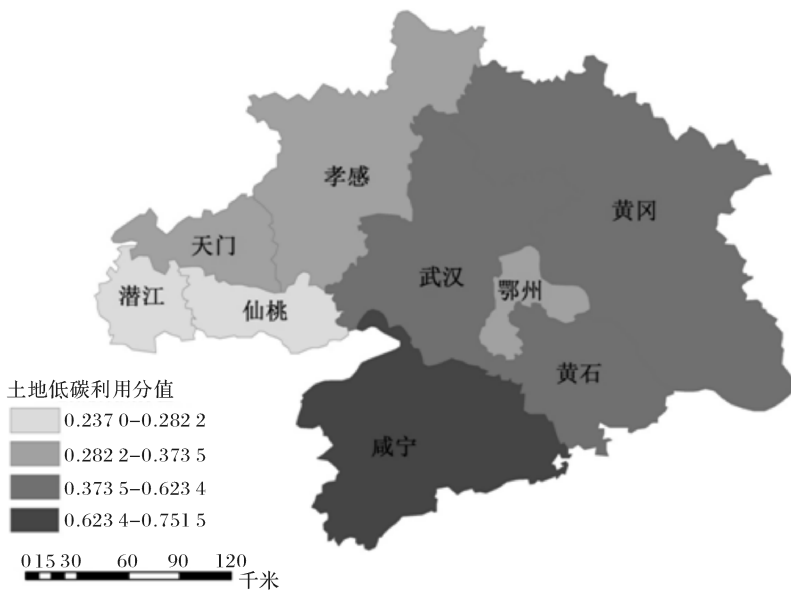 孝感
黄冈
天门
武汉
潜江
仙桃
鄂州
黄石
咸宁
土地低碳利用分值
0.237 0-0.282 2
0.282 2-0.373 5
0.373 5-0.623 4
0.623 4-0.751 5
0 15 30 60 90 120
千米